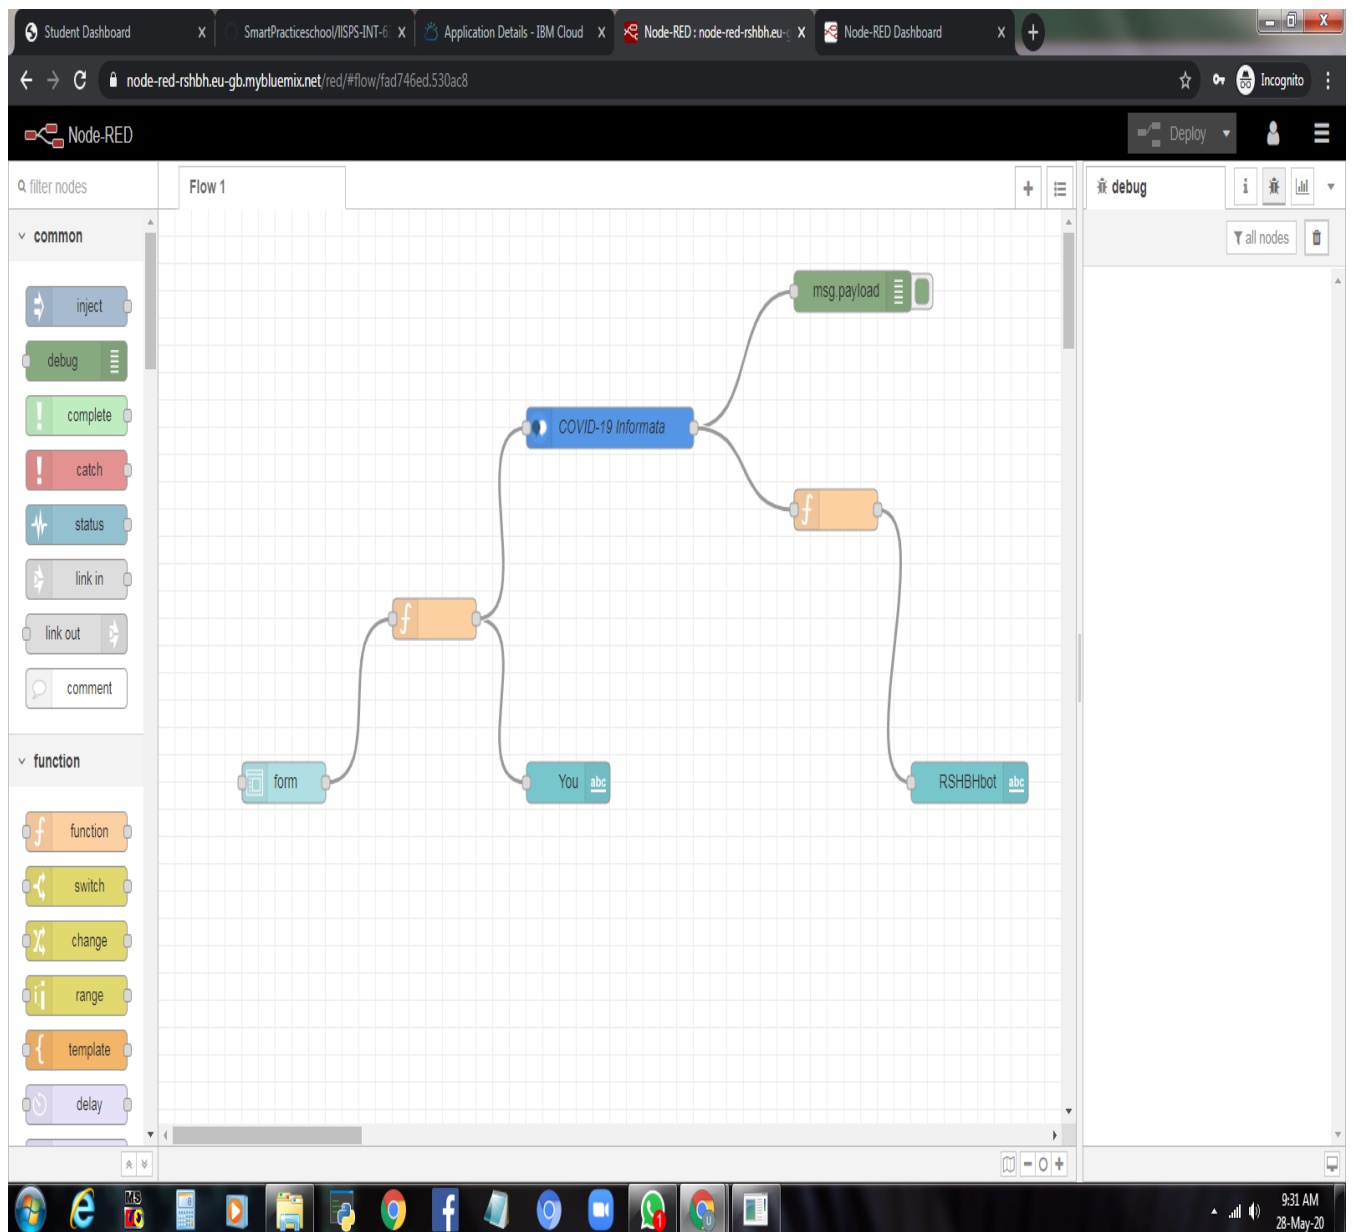 Student Dashboard
SmartPracticeschool/IISPS-INT-6
Application Details - IBM Cloud
Node-RED : node-red-rshbh.eu-g
Node-RED Dashboard
node-red-rshbh.eu-gb.mybluemix.net/red/#flow/fad746ed.530ac8
Incognito
Node-RED
Deploy
filter nodes
Flow 1
debug
i
common
all nodes
inject
debug
complete
catch
status
link in
link out
comment
function
function
switch
change
range
template
delay
msg.payload
COVID-19 Informata
f
f
form
You abc
RSHBHbot abc
9:31 AM
28-May-20